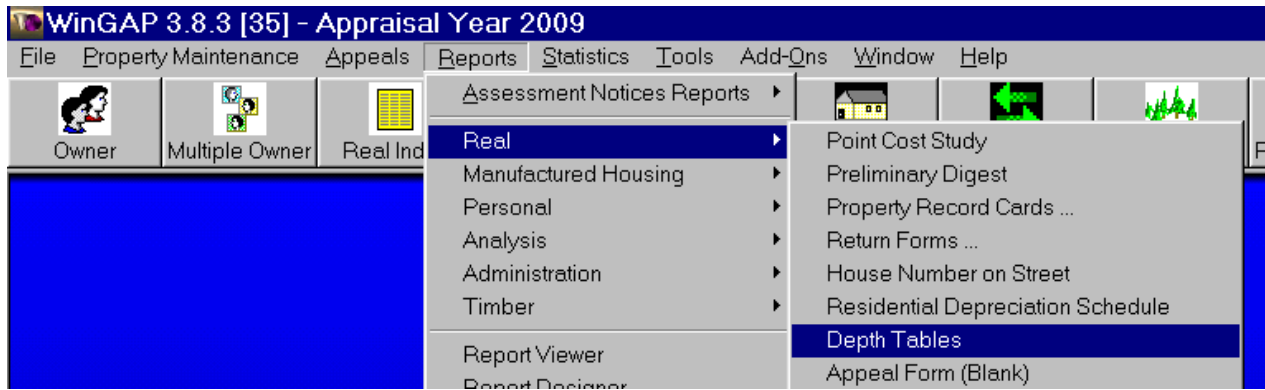 WinGAP 3.8.3 [35] - Appraisal Year 2009
File Property Maintenance Appeals Reports Statistics Tools Add-Ons Window Help
Owner Multiple Owner Real Ind
Assessment Notices Reports
Real
Manufactured Housing
Personal
Analysis
Administration
Timber
Report Viewer
Report Designer
Point Cost Study
Preliminary Digest
Property Record Cards ...
Return Forms ...
House Number on Street
Residential Depreciation Schedule
Depth Tables
Appeal Form (Blank)